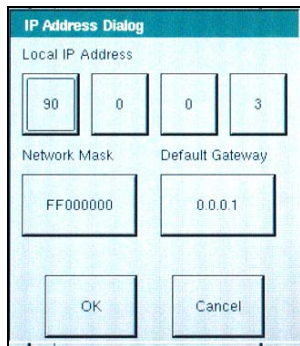 IP Address Dialog
Local IP Address
90 0 0 3
Network Mask Default Gateway
FF000000 0.0.0.1
OK Cancel